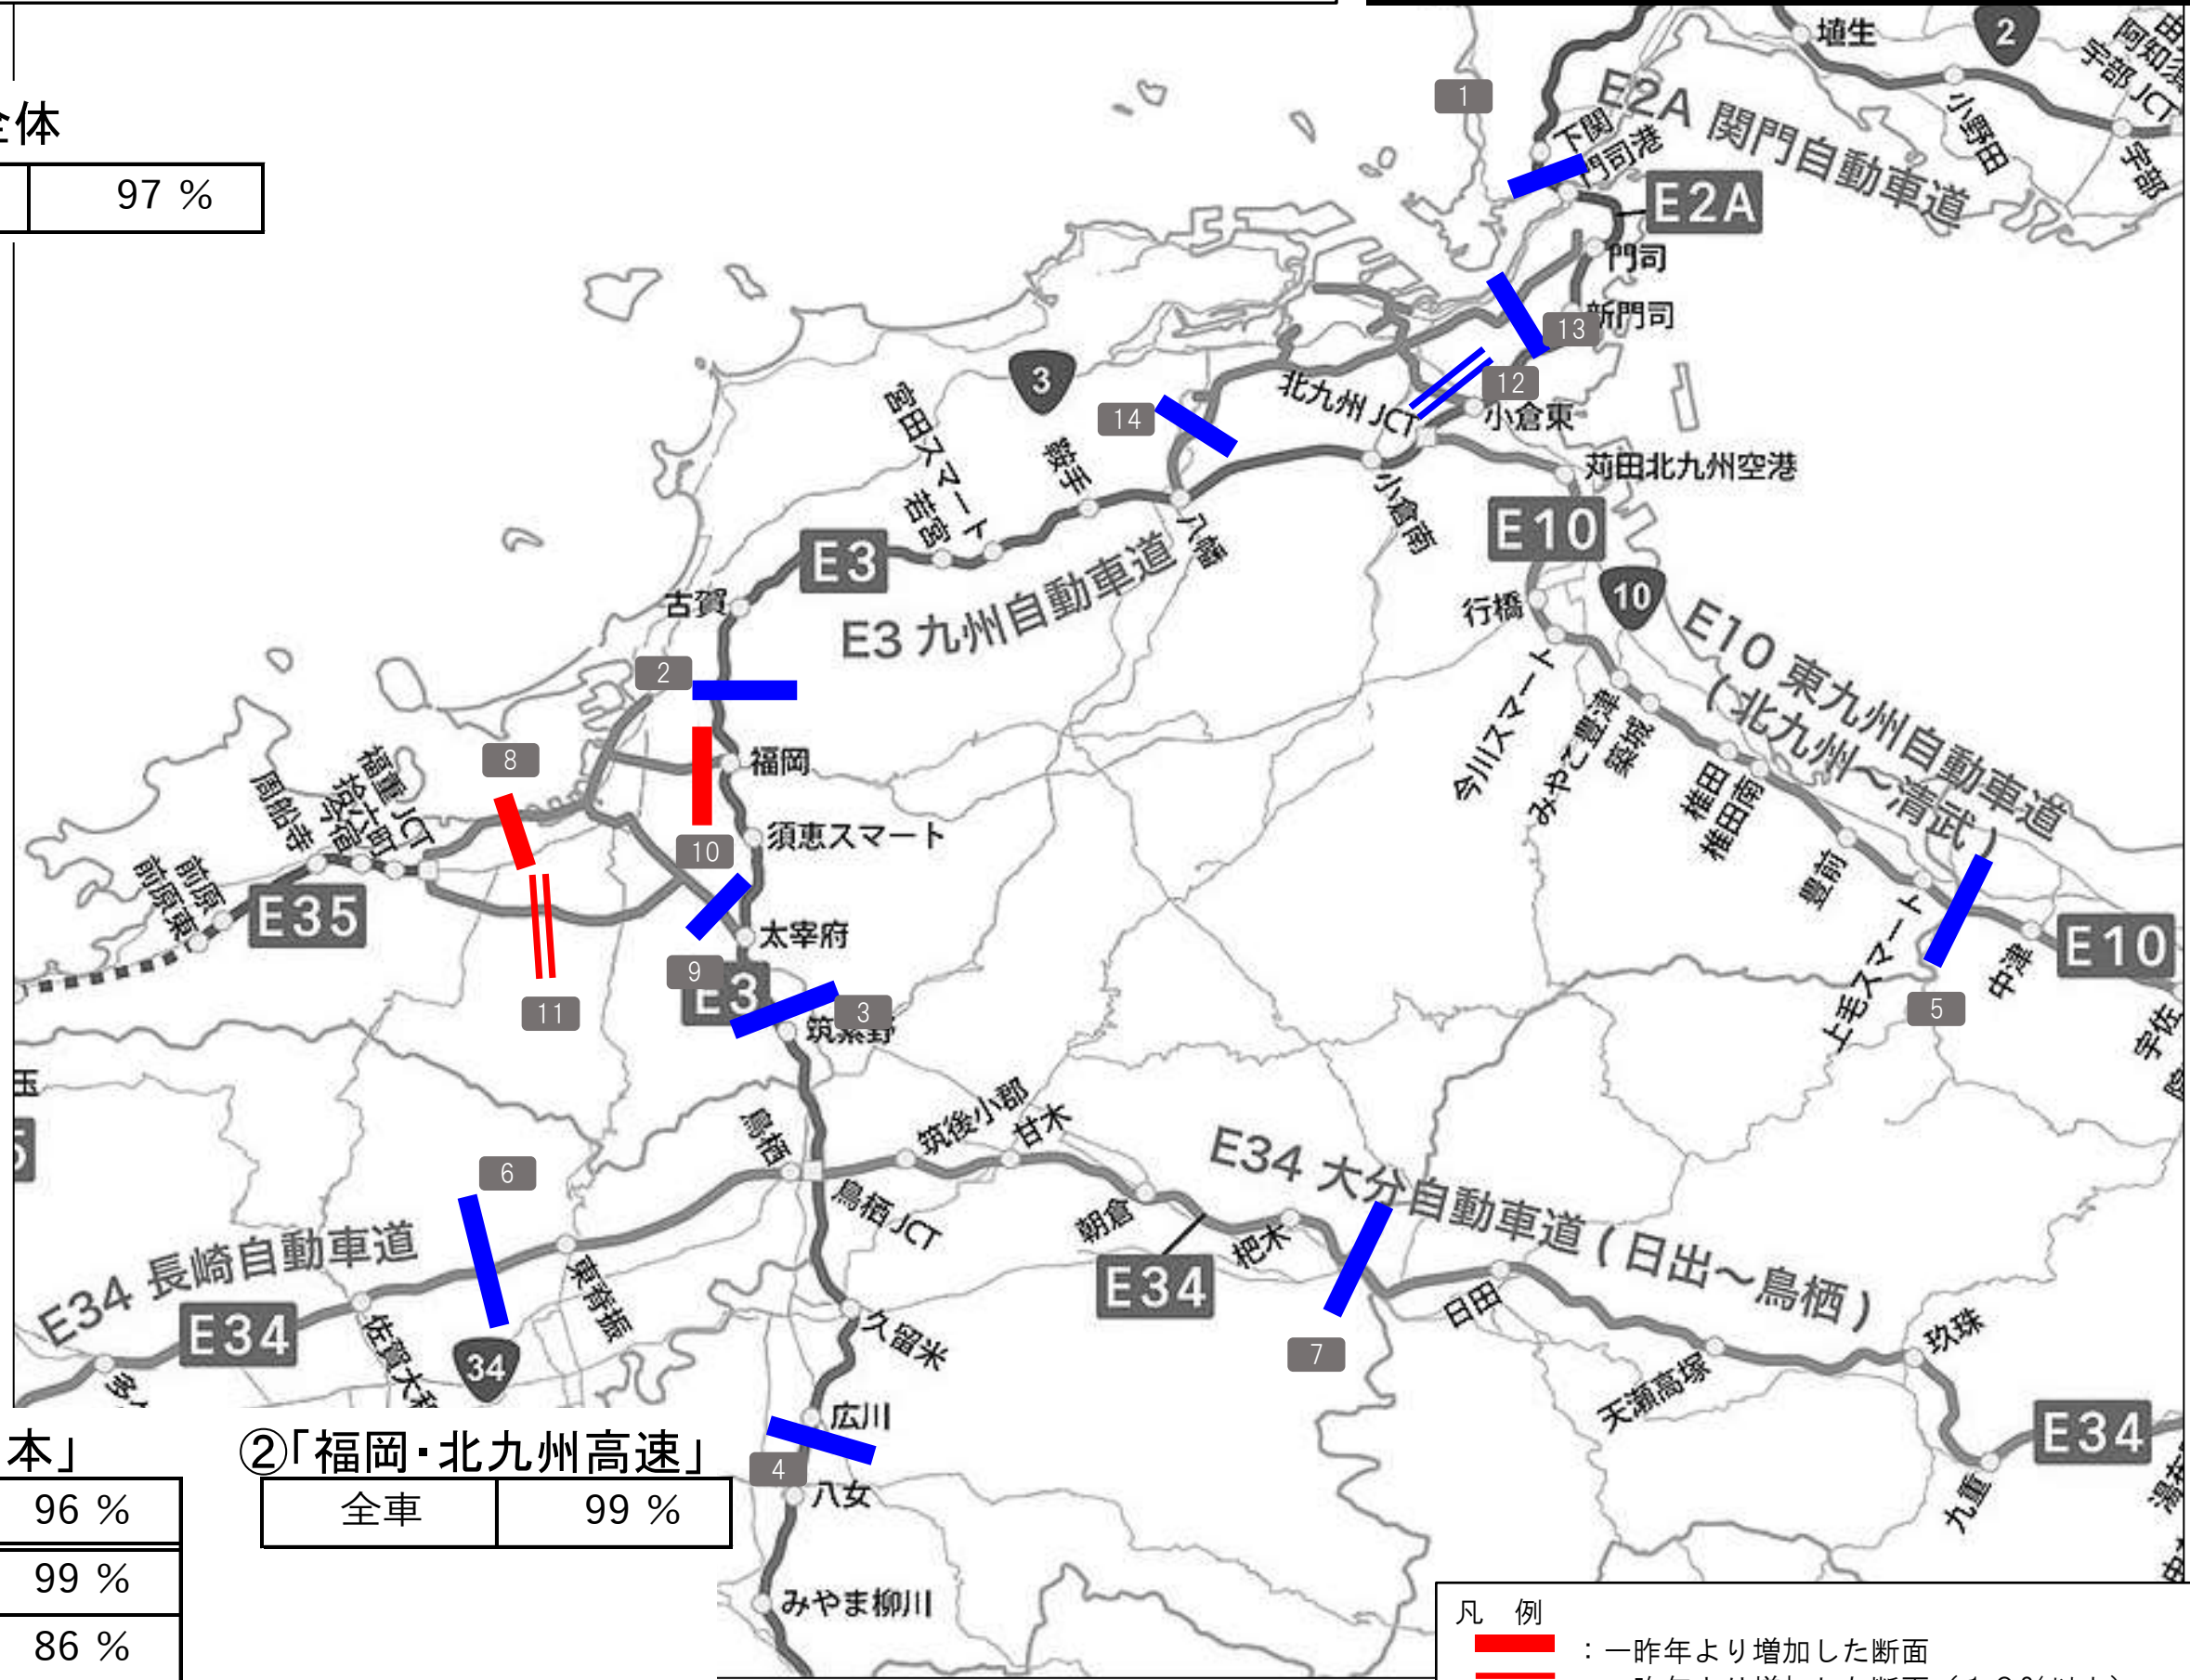 全体
97 %
1
埴生
2
由
阿知須
宇部 JCT
小野田
宇部
E2A 関門自動車道
下関
門司港
E2A
門司
新門司
13
12
3
14
北九州 JCT
小倉東
苅田北九州空港
小倉南
八幡
鞍手
宮田スマート
若宮
E3
E3 九州自動車道
古賀
E10
行橋
10
E10 東九州自動車道
(北九州～清武)
今川スマート
みやこ豊津
築城
椎田
椎田南
豊前
上毛スマート
中津
E10
5
宇佐
2
福岡
8
10
須恵スマート
福重 JCT
拾六町
今宿
周船寺
前原
前原東
E35
太宰府
9
E3
3
筑紫野
11
玉
5
6
鳥栖
筑後小郡
甘木
鳥栖 JCT
朝倉
杷木
E34 大分自動車道 (日出～鳥栖)
E34
E34 長崎自動車道
E34
東脊振
佐賀大和
34
多久
久留米
7
日田
天瀬高塚
玖珠
E34
九重
広川
4
八女
みやま柳川
本」
96 %
99 %
86 %
②「福岡・北九州高速」
全車 99 %
凡 例
：一昨年より増加した断面